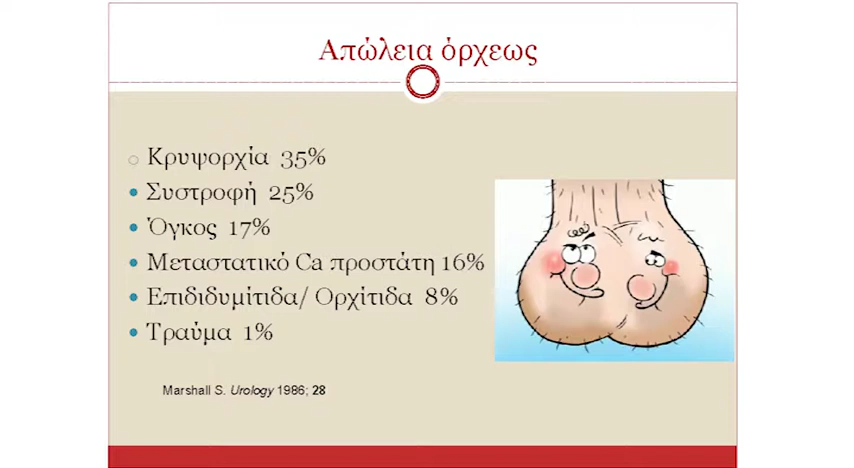 Απώλεια όρχεως
Κρυψορχία 35%
Συστροφή 25%
Όγκος 17%
Μεταστατικό Ca προστάτη 16%
Επιδιδυμίτιδα/ Ορχίτιδα 8%
Τραύμα 1%
Marshall S. Urology 1986; 28